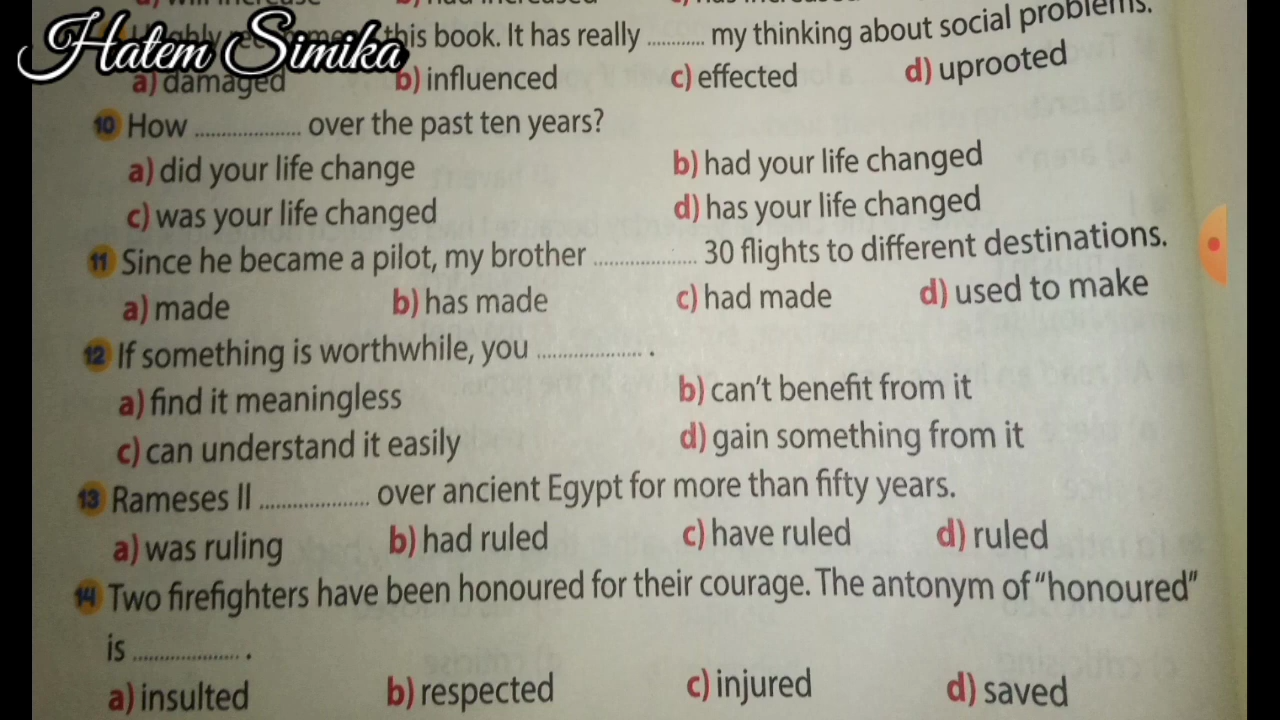 Hatem Simika
this book. It has really ........... my thinking about social problems.
a) damaged b) influenced c) effected d) uprooted
10 How .................... over the past ten years?
a) did your life change b) had your life changed
c) was your life changed d) has your life changed
11 Since he became a pilot, my brother .................... 30 flights to different destinations.
a) made b) has made c) had made d) used to make
12 If something is worthwhile, you .................... .
a) find it meaningless b) can't benefit from it
c) can understand it easily d) gain something from it
13 Rameses II .................... over ancient Egypt for more than fifty years.
a) was ruling b) had ruled c) have ruled d) ruled
14 Two firefighters have been honoured for their courage. The antonym of "honoured"
is .................... .
a) insulted b) respected c) injured d) saved